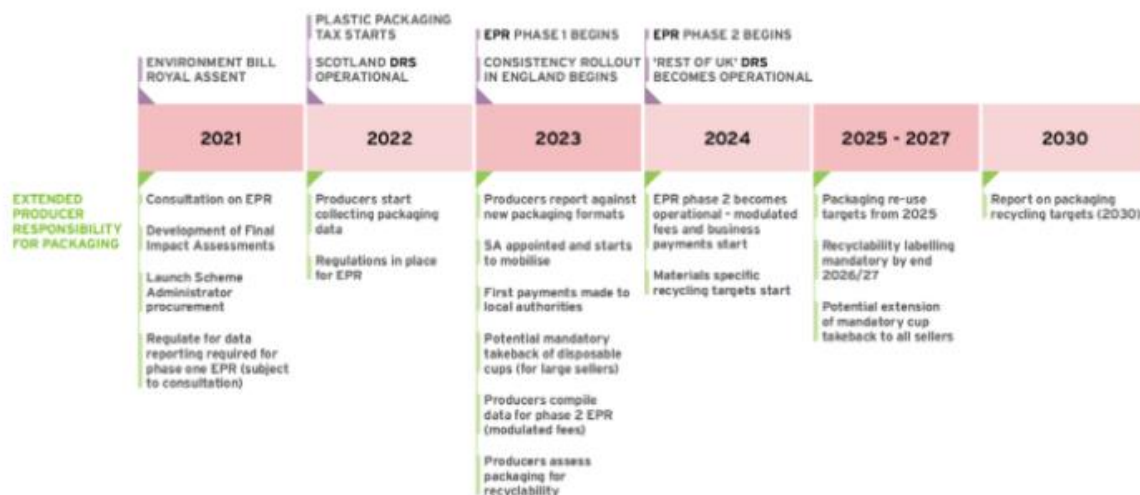 PLASTIC PACKAGING
TAX STARTS
EPR PHASE 1 BEGINS
EPR PHASE 2 BEGINS
ENVIRONMENT BILL
ROYAL ASSENT
SCOTLAND DRS
OPERATIONAL
CONSISTENCY ROLLOUT
IN ENGLAND BEGINS
'REST OF UK' DRS
BECOMES OPERATIONAL
2021
2022
2023
2024
2025 - 2027
2030
EXTENDED
PRODUCER
RESPONSIBILITY
FOR PACKAGING
Consultation on EPR
Development of Final
Impact Assessments
Launch Scheme
Administrator
procurement
Regulate for data
reporting required for
phase one EPR (subject
to consultation)
Producers start
collecting packaging
data
Regulations in place
for EPR
Producers report against
new packaging formats
SA appointed and starts
to mobilise
First payments made to
local authorities
Potential mandatory
takeback of disposable
cups (for large sellers)
Producers compile
data for phase 2 EPR
(modulated fees)
Producers assess
packaging for
recyclability
EPR phase 2 becomes
operational - modulated
fees and business
payments start
Materials specific
recycling targets start
Packaging re-use
targets from 2025
Recyclability labelling
mandatory by end
2026/27
Potential extension
of mandatory cup
takeback to all sellers
Report on packaging
recycling targets (2030)